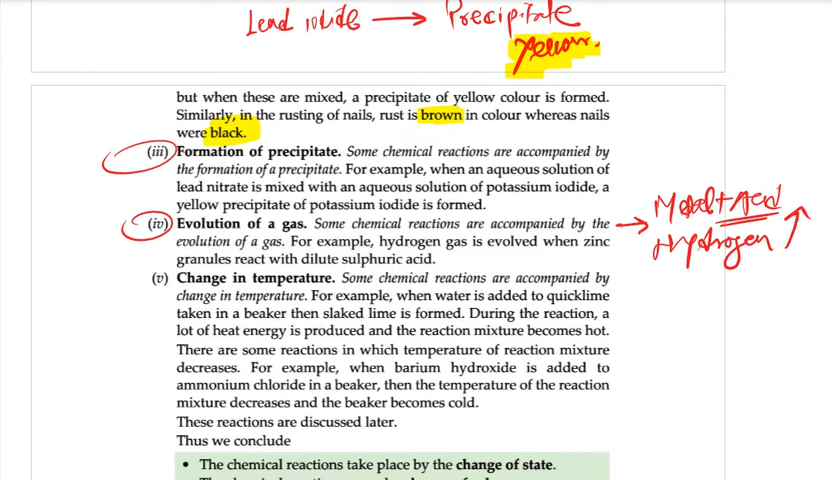 Lead iodide → Precipitate
Yellow.
but when these are mixed, a precipitate of yellow colour is formed.
Similarly, in the rusting of nails, rust is brown in colour whereas nails
were black.
(iii) Formation of precipitate. Some chemical reactions are accompanied by
the formation of a precipitate. For example, when an aqueous solution of
lead nitrate is mixed with an aqueous solution of potassium iodide, a
yellow precipitate of potassium iodide is formed.
(iv) Evolution of a gas. Some chemical reactions are accompanied by the
evolution of a gas. For example, hydrogen gas is evolved when zinc
granules react with dilute sulphuric acid.
→ Metal + Acid
Hydrogen ↑
(v) Change in temperature. Some chemical reactions are accompanied by
change in temperature. For example, when water is added to quicklime
taken in a beaker then slaked lime is formed. During the reaction, a
lot of heat energy is produced and the reaction mixture becomes hot.
There are some reactions in which temperature of reaction mixture
decreases. For example, when barium hydroxide is added to
ammonium chloride in a beaker, then the temperature of the reaction
mixture decreases and the beaker becomes cold.
These reactions are discussed later.
Thus we conclude
• The chemical reactions take place by the change of state.